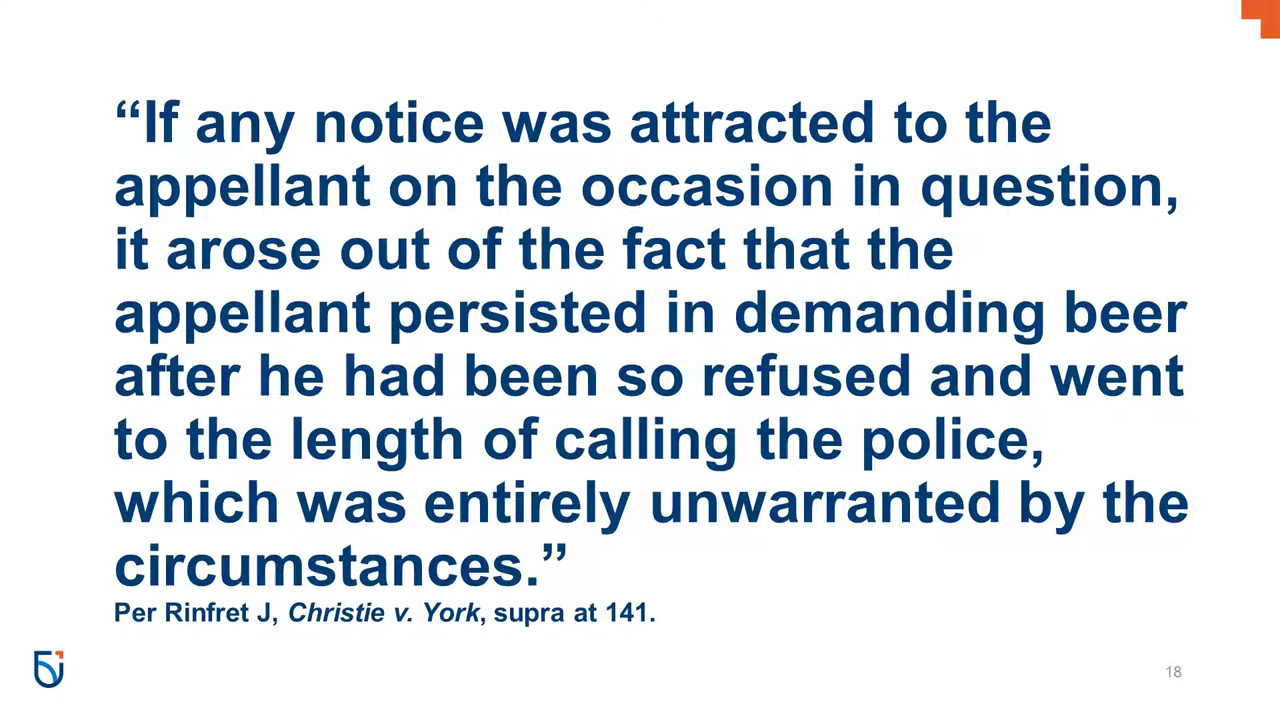 “If any notice was attracted to the
appellant on the occasion in question,
it arose out of the fact that the
appellant persisted in demanding beer
after he had been so refused and went
to the length of calling the police,
which was entirely unwarranted by the
circumstances.”
Per Rinfret J, Christie v. York, supra at 141.
18